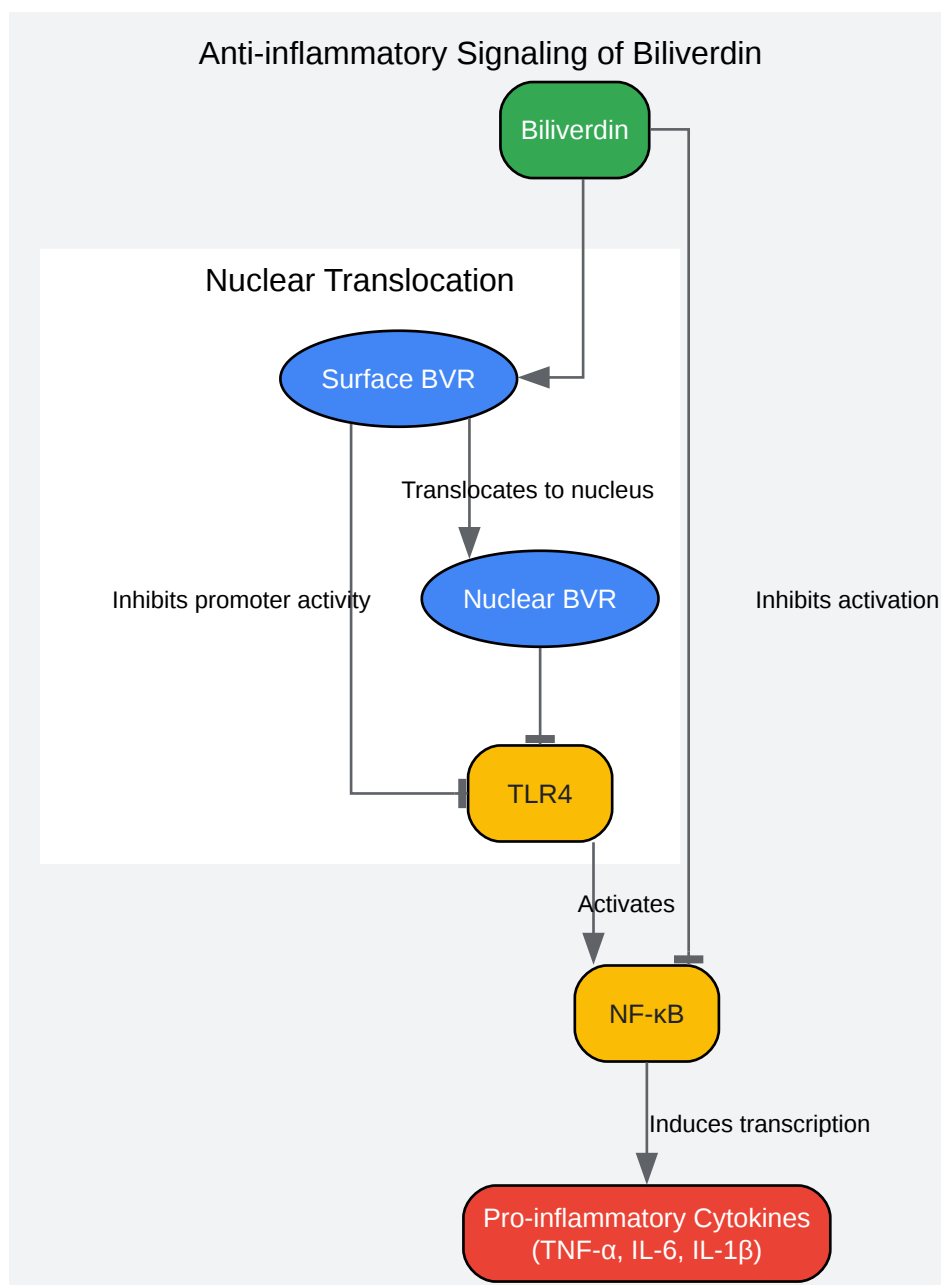 Anti-inflammatory Signaling of Biliverdin
Biliverdin
Nuclear Translocation
Surface BVR
Translocates to nucleus
Inhibits promoter activity
Nuclear BVR
Inhibits activation
TLR4
Activates
NF-κB
Induces transcription
Pro-inflammatory Cytokines
(TNF-α, IL-6, IL-1β)